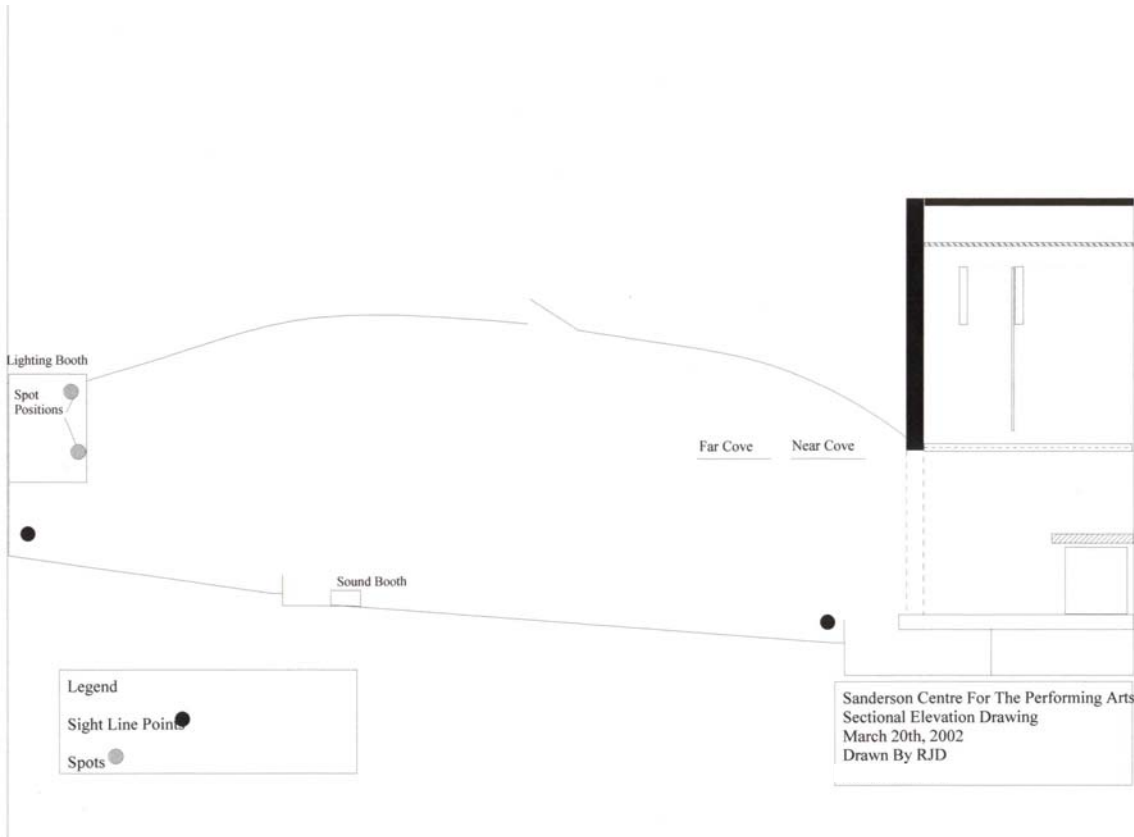 Lighting Booth
Spot
Positions
Far Cove
Near Cove
Sound Booth
Legend
Sight Line Points
Spots
Sanderson Centre For The Performing Arts
Sectional Elevation Drawing
March 20th, 2002
Drawn By RJD